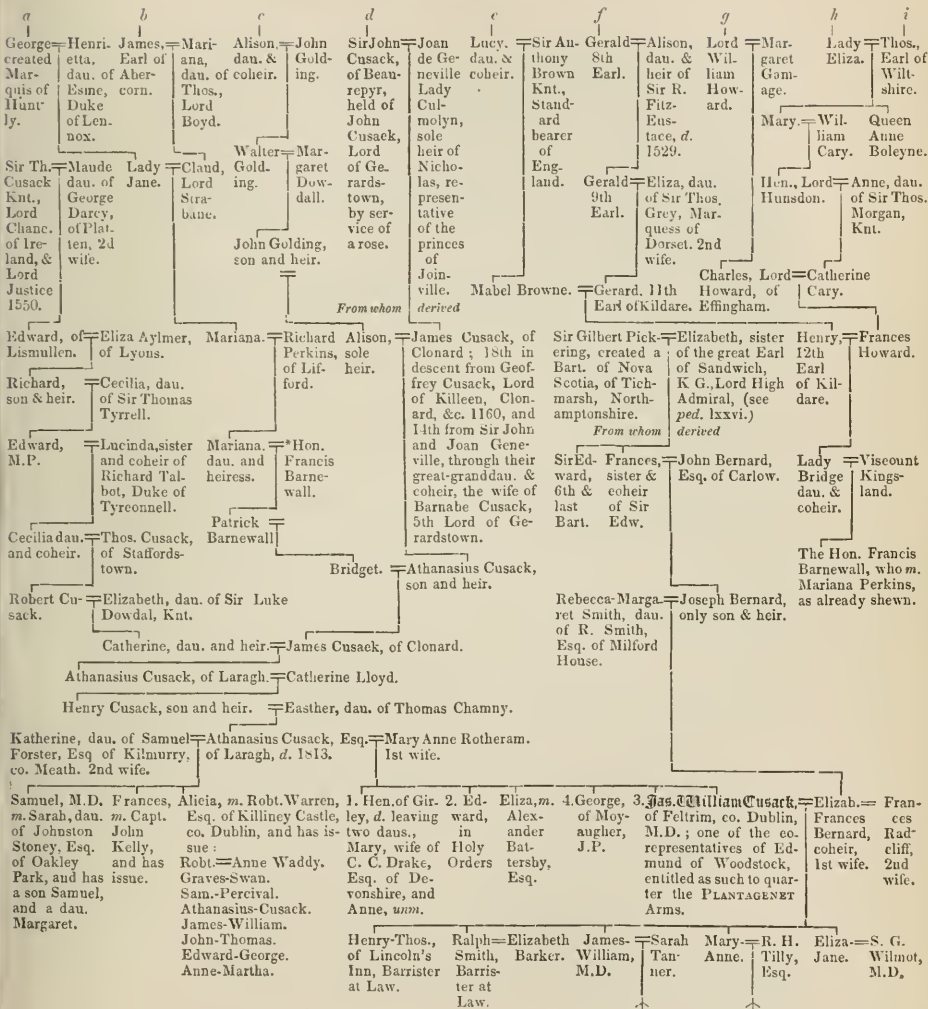 a b c d e f g h i
George created Marquis of Huntly.
Henrietta, dau. of Esme, Duke of Lennox.
James, Earl of Abercorn.
Mariana, dau. of Thos., Lord Boyd.
Alison, dau. & coheir.
John Golding.
Sir John Cusack, of Beaurepyr, held of John Cusack, Lord of Gerardstown, by service of a rose.
Joan de Geneville Lady Culmolyn, sole heir of Nicholas, representative of the princes of Joinville.
Lucy. dau. & coheir.
Sir Anthony Brown Knt., Standard bearer of England.
Gerald 8th Earl.
Alison, dau. & heir of Sir R. Fitz-Eustace, d. 1529.
Lord William Howard.
Margaret Gamage.
Lady Eliza.
Thos., Earl of Wiltshire.
Mary.
William Cary.
Queen Anne Boleyne.
Sir Th. Cusack Knt., Lord Chanc. of Ireland, & Lord Justice 1550.
Maude dau. of George Darcy, of Platten, 2d wife.
Lady Jane.
Claud, Lord Strabane.
Walter Golding.
Margaret Dowdall.
Gerald 9th Earl.
Eliza, dau. of Sir Thos. Grey, Marquess of Dorset. 2nd wife.
Hen., Lord Hunsdon.
Anne, dau. of Sir Thos. Morgan, Knt.
John Golding, son and heir.
Mabel Browne.
Gerard. 11th Earl of Kildare.
Charles, Lord Howard, of Effingham.
Catherine Cary.
From whom derived
Edward, of Lismullen.
Eliza Aylmer, of Lyons.
Mariana.
Richard Perkins, of Lifford.
Alison, sole heir.
James Cusack, of Clonard; 18th in descent from Geoffrey Cusack, Lord of Killeen, Clonard, &c. 1160, and 14th from Sir John and Joan Geneville, through their great-granddau. & coheir, the wife of Barnabe Cusack, 5th Lord of Gerardstown.
Sir Gilbert Pickering, created a Bart. of Nova Scotia, of Tichmarsh, Northamptonshire.
Elizabeth, sister of the great Earl of Sandwich, K G., Lord High Admiral, (see ped. lxxvi.)
From whom derived
Henry, 12th Earl of Kildare.
Frances Howard.
Richard, son & heir.
Cecilia, dau. of Sir Thomas Tyrrell.
Edward, M.P.
Lucinda, sister and coheir of Richard Talbot, Duke of Tyrconnell.
Mariana. dau. and heiress.
*Hon. Francis Barnewall.
Sir Edward, 6th & last Bart.
Frances, sister & coheir of Sir Edw.
John Bernard, Esq. of Carlow.
Lady Bridge dau. & coheir.
Viscount Kingsland.
Patrick Barnewall
Cecilia dau. and coheir.
Thos. Cusack, of Staffordstown.
The Hon. Francis Barnewall, who m. Mariana Perkins, as already shewn.
Bridget.
Athanasius Cusack, son and heir.
Robert Cusack.
Elizabeth, dau. of Sir Luke Dowdal, Knt.
Rebecca-Margaret Smith, dau. of R. Smith, Esq. of Milford House.
Joseph Bernard, only son & heir.
Catherine, dau. and heir.
James Cusack, of Clonard.
Athanasius Cusack, of Laragh.
Catherine Lloyd.
Henry Cusack, son and heir.
Easther, dau. of Thomas Chamny.
Katherine, dau. of Samuel Forster, Esq of Kilmurry, co. Meath. 2nd wife.
Athanasius Cusack, Esq. of Laragh, d. 1813.
Mary Anne Rotheram. 1st wife.
Samuel, M.D. m. Sarah, dau. of Johnston Stoney, Esq. of Oakley Park, and has a son Samuel, and a dau. Margaret.
Frances, m. Capt. John Kelly, and has issue.
Alicia, m. Robt. Warren, Esq. of Killiney Castle, co. Dublin, and has issue :
Robt.=Anne Waddy.
Graves-Swan.
Sam.-Percival.
Athanasius-Cusack.
James-William.
John-Thomas.
Edward-George.
Anne-Martha.
1. Hen. of Girley, d. leaving two daus., Mary, wife of C. C. Drake, Esq. of Devonshire, and Anne, unm.
2. Edward, in Holy Orders
Eliza, m. Alexander Battersby, Esq.
4. George, of Moyaugher, J.P.
3. Jas. William Cusack, of Feltrim, co. Dublin, M.D.; one of the co-representatives of Edmund of Woodstock, entitled as such to quarter the PLANTAGENET Arms.
Elizab. Frances Bernard, coheir, 1st wife.
Frances Radcliff, 2nd wife.
Henry-Thos., of Lincoln's Inn, Barrister at Law.
Ralph Smith, Barrister at Law.
Elizabeth Barker.
James-William, M.D.
Sarah Tanner.
Mary-Anne.
R. H. Tilly, Esq.
Eliza-Jane.
S. G. Wilmot, M.D.